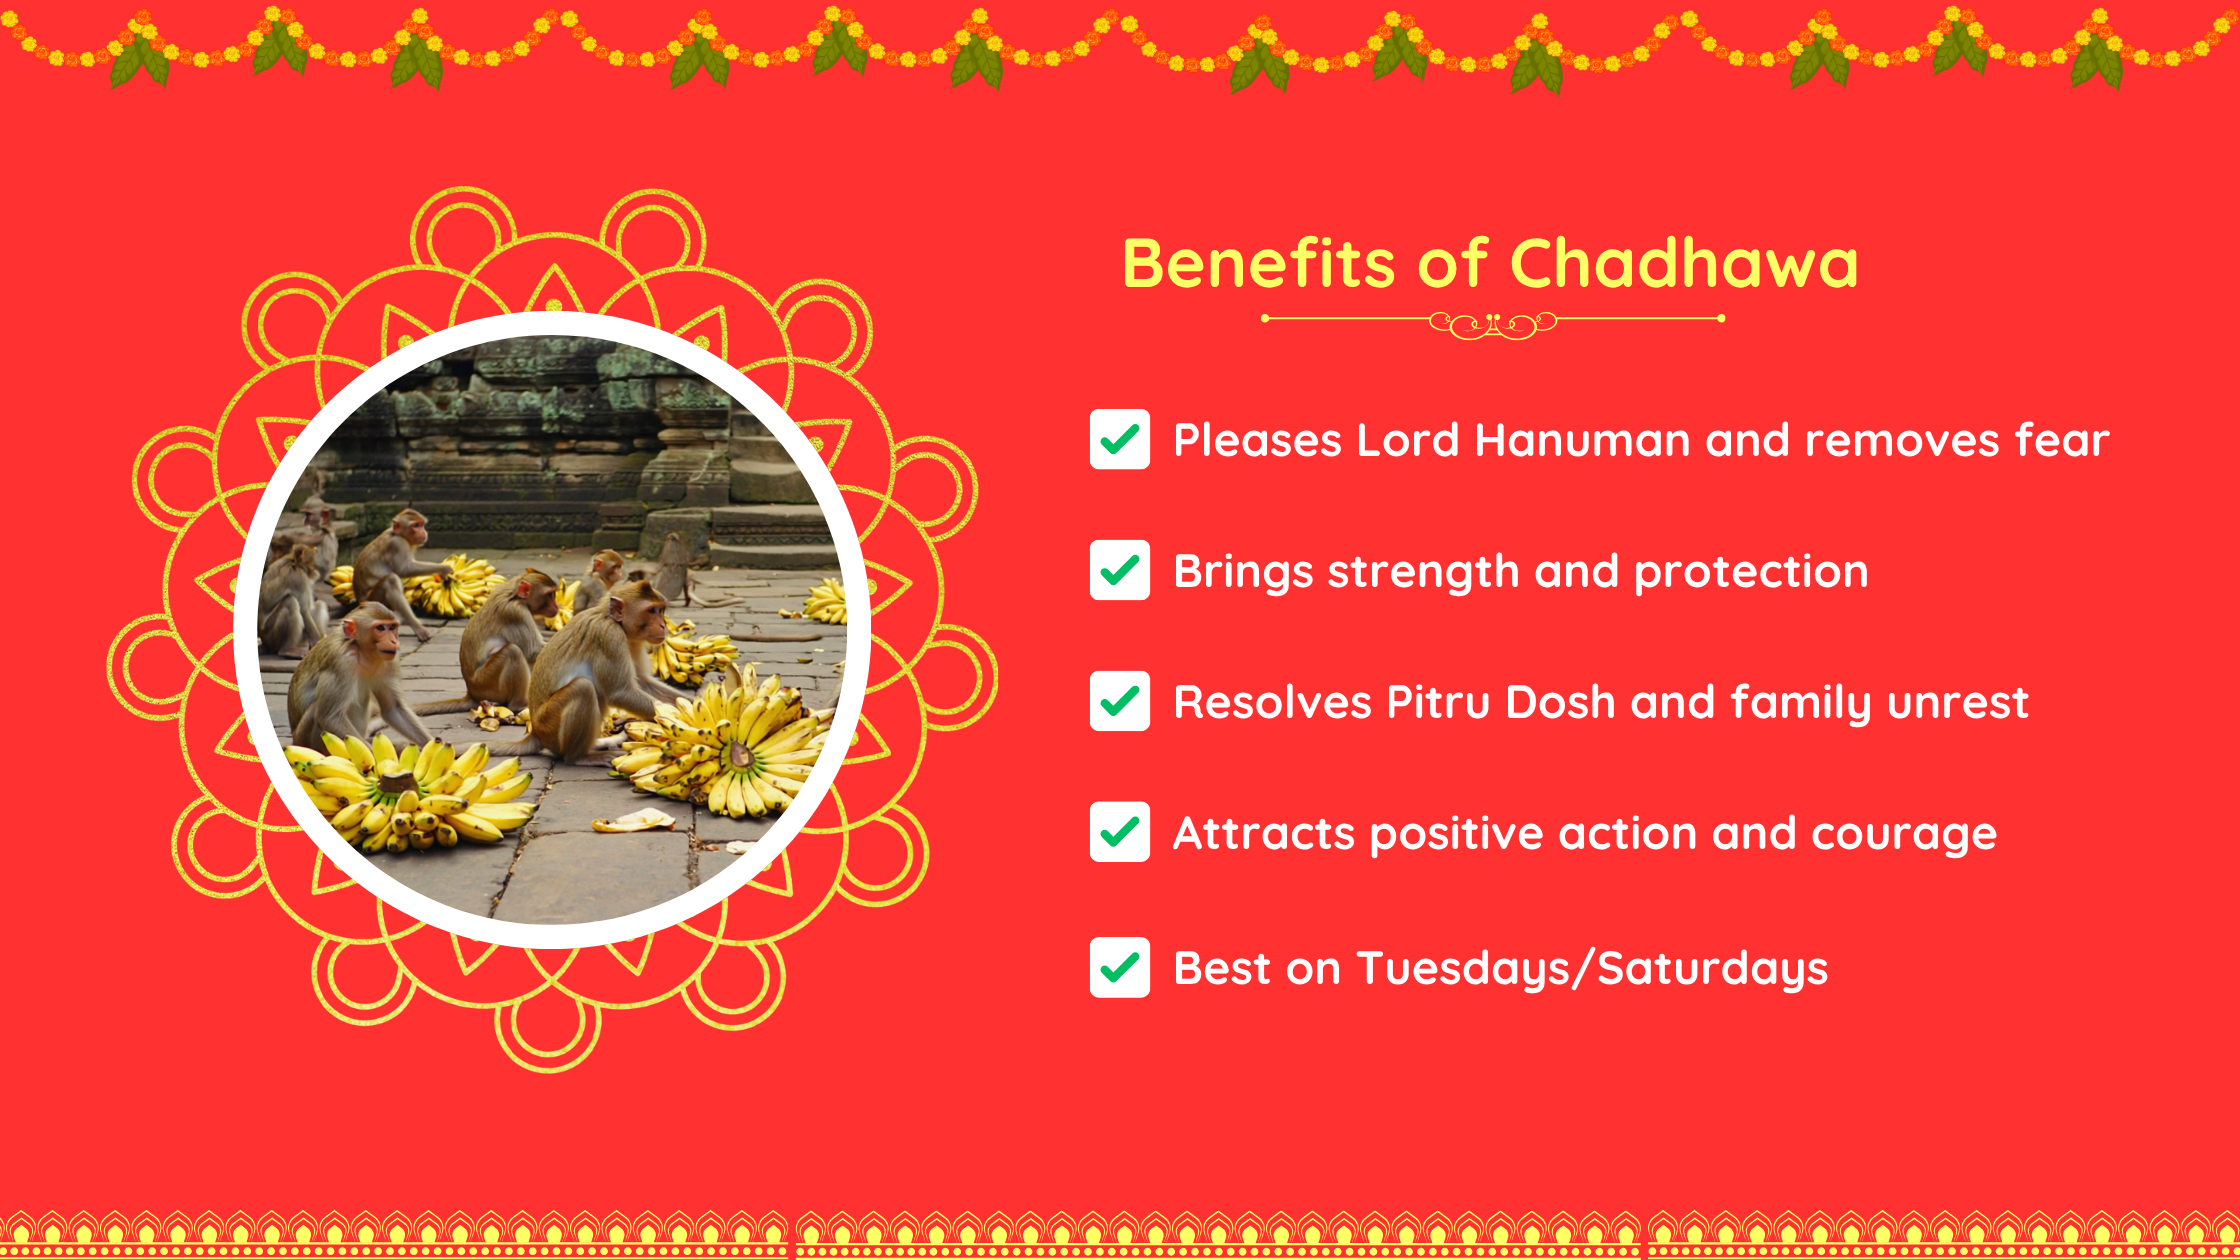 Benefits of Chadhawa
Pleases Lord Hanuman and removes fear
Brings strength and protection
Resolves Pitru Dosh and family unrest
Attracts positive action and courage
Best on Tuesdays/Saturdays